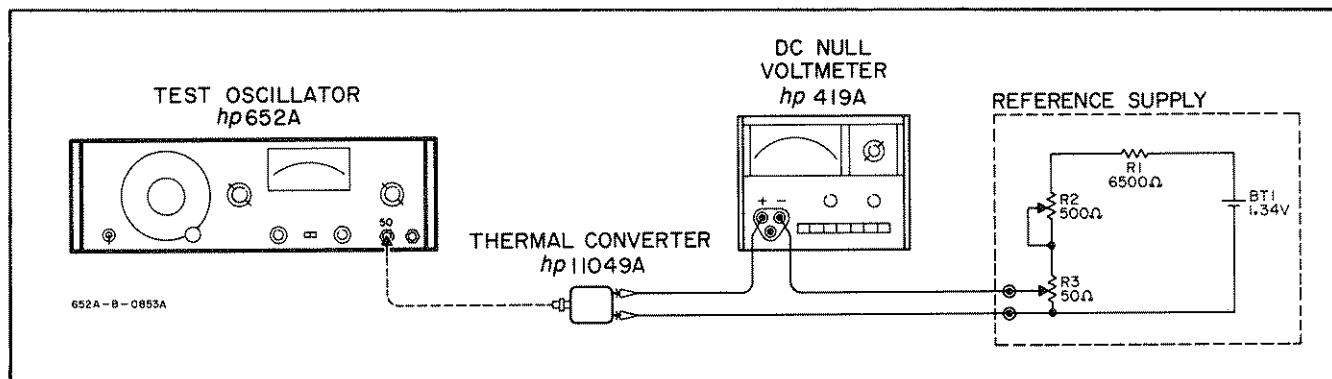 TEST OSCILLATOR
hp 652A
DC NULL
VOLTMETER
hp 419A
REFERENCE SUPPLY
R1
6500Ω
R2
500Ω
BT1
1.34V
R3
50Ω
50
+ -
THERMAL CONVERTER
hp 11049A
652A-B-0853A